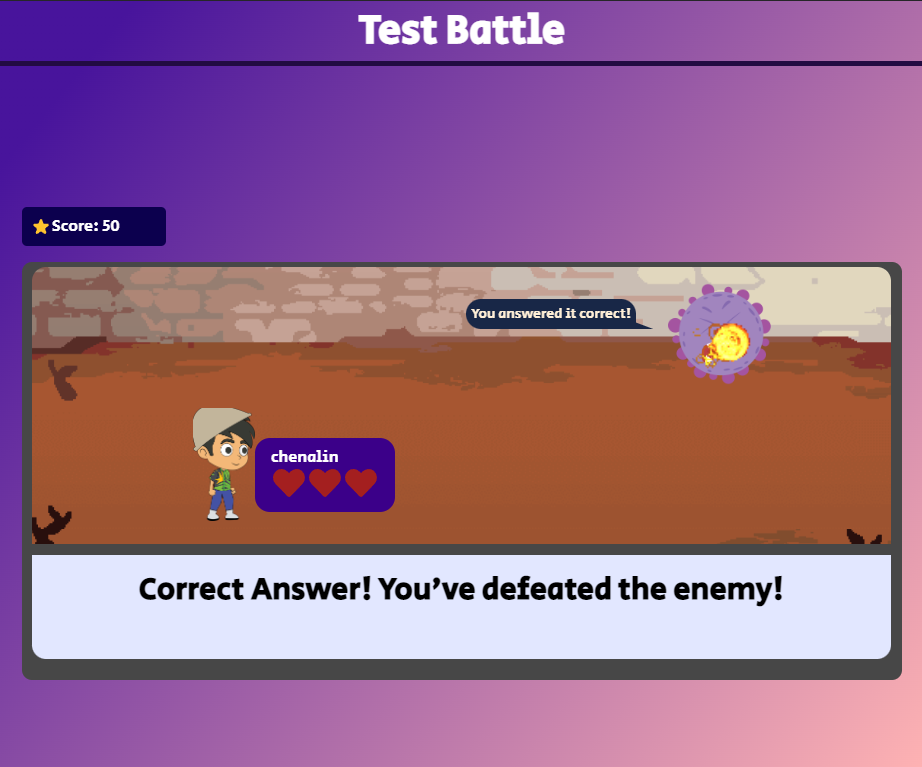 Test Battle
Score: 50
You answered it correct!
chenalin
Correct Answer! You've defeated the enemy!